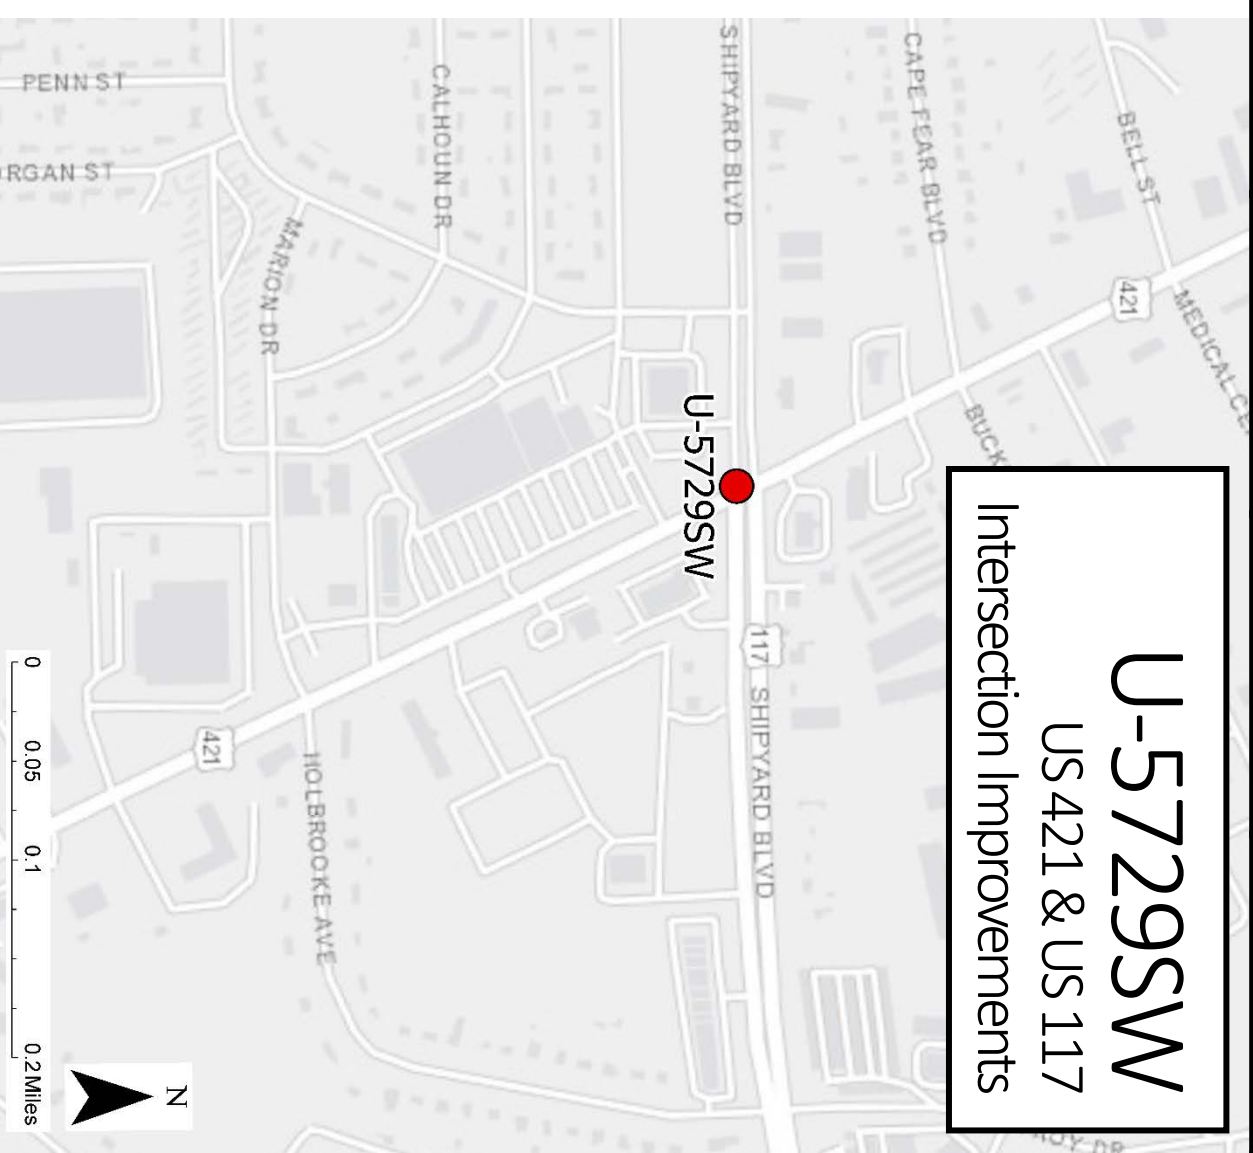 U-5729SW
US 421 & US 117
Intersection Improvements
BELL ST
MEDICAL CE
421
CAPE FEAR BLVD
BUCK
SHIPYARD BLVD
U-5729SW
117
SHIPYARD BLVD
CALHOUN DR
MARION DR
HOLBROOKE AVE
421
PENN ST
RGAN ST
OY DR
N
0 0.05 0.1 0.2 Miles